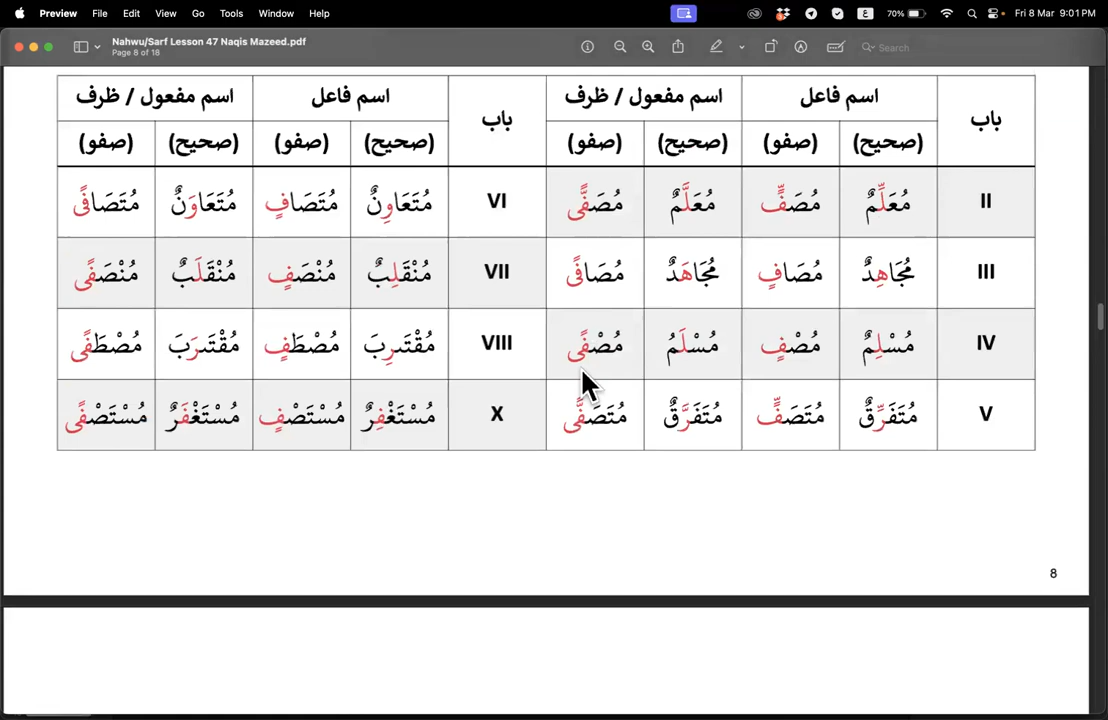 Preview File Edit View Go Tools Window Help 70% ع Fri 8 Mar 9:01 PM
Nahwu/Sarf Lesson 47 Naqis Mazeed.pdf
Page 8 of 18
Search
باب اسم فاعل اسم مفعول / ظرف باب اسم فاعل اسم مفعول / ظرف
(صحيح) (صفو) (صحيح) (صفو) (صحيح) (صفو) (صحيح) (صفو)
II مُعَلِّمٌ مُصَفٍّ مُعَلَّمٌ مُصَفًّى VI مُتَعَاوِنٌ مُتَصَافٍ مُتَعَاوَنٌ مُتَصَافًى
III مُجَاهِدٌ مُصَافٍ مُجَاهَدٌ مُصَافًى VII مُنْقَلِبٌ مُنْصَفٍ مُنْقَلَبٌ مُنْصَفًى
IV مُسْلِمٌ مُصْفٍ مُسْلَمُ مُصْفًى VIII مُقْتَرِبَ مُصْطَفٍ مُقْتَرَبَ مُصْطَفًى
V مُتَفَرِّقٌ مُتَصَفٍّ مُتَفَرَّقٌ مُتَصَفًّى X مُسْتَغْفِرٌ مُسْتَصْفٍ مُسْتَغْفَرٌ مُسْتَصْفًى
8